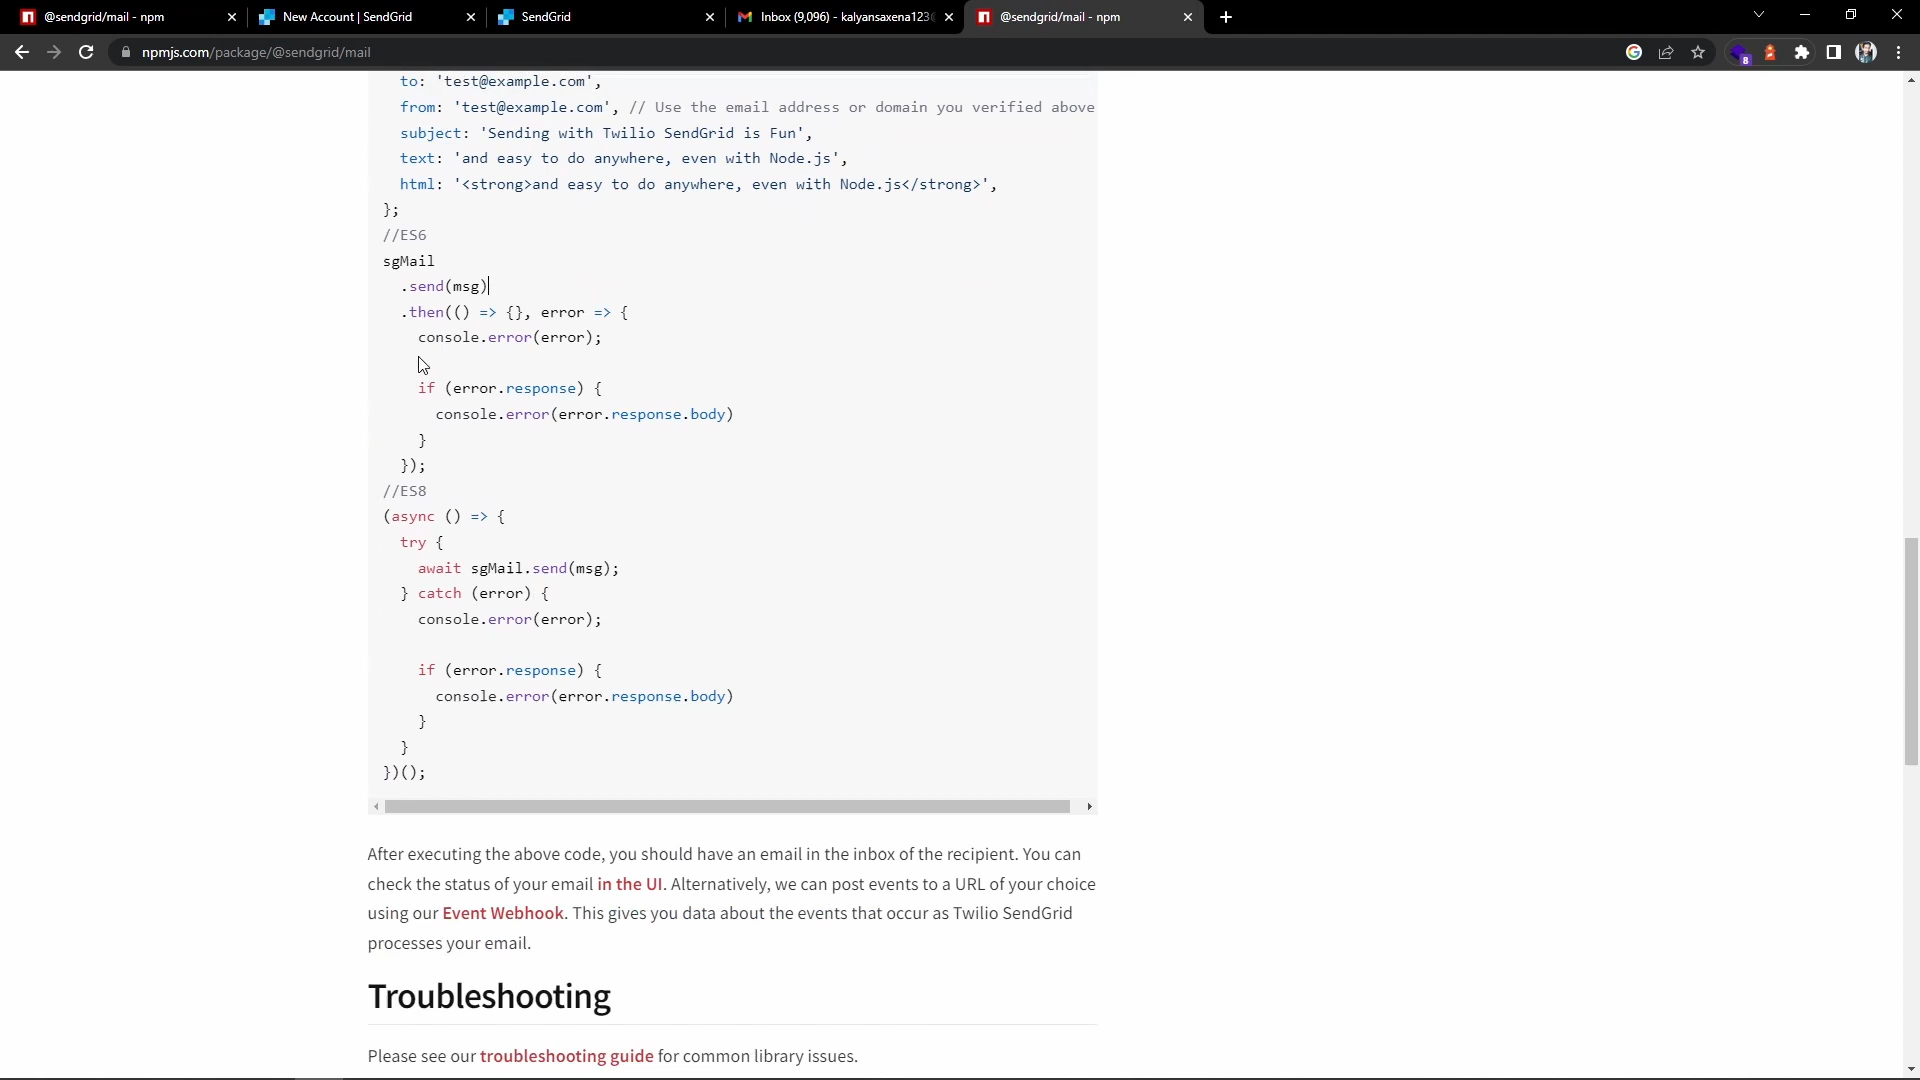 @sendgrid/mail - npm
New Account | SendGrid
SendGrid
Inbox (9,096) - kalyansaxena123@
@sendgrid/mail - npm
npmjs.com/package/@sendgrid/mail
8
to: 'test@example.com',
from: 'test@example.com', // Use the email address or domain you verified above
subject: 'Sending with Twilio SendGrid is Fun',
text: 'and easy to do anywhere, even with Node.js',
html: '<strong>and easy to do anywhere, even with Node.js</strong>',
};
//ES6
sgMail
.send(msg)
.then(() => {}, error => {
console.error(error);
if (error.response) {
console.error(error.response.body)
}
});
//ES8
(async () => {
try {
await sgMail.send(msg);
} catch (error) {
console.error(error);
if (error.response) {
console.error(error.response.body)
}
}
})();
After executing the above code, you should have an email in the inbox of the recipient. You can
check the status of your email in the UI. Alternatively, we can post events to a URL of your choice
using our Event Webhook. This gives you data about the events that occur as Twilio SendGrid
processes your email.
Troubleshooting
Please see our troubleshooting guide for common library issues.